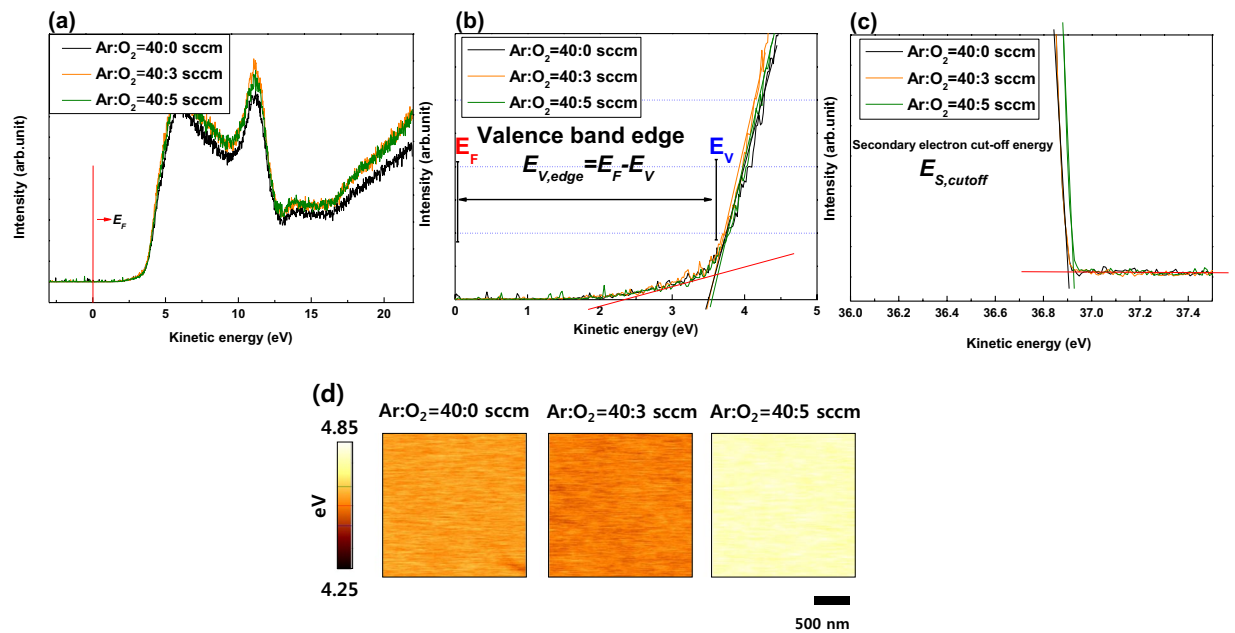 (a)
Ar:O2=40:0 sccm
Ar:O2=40:3 sccm
Ar:O2=40:5 sccm
EF
Intensity (arb.unit)
0 5 10 15 20
Kinetic energy (eV)
(b)
Ar:O2=40:0 sccm
Ar:O2=40:3 sccm
Ar:O2=40:5 sccm
Valence band edge
EF
EV
EV,edge=EF-EV
Intensity (arb.unit)
0 1 2 3 4 5
Kinetic energy (eV)
(c)
Ar:O2=40:0 sccm
Ar:O2=40:3 sccm
Ar:O2=40:5 sccm
Secondary electron cut-off energy
ES,cutoff
Intensity (arb.unit)
36.0 36.2 36.4 36.6 36.8 37.0 37.2 37.4
Kinetic energy (eV)
(d)
Ar:O2=40:0 sccm Ar:O2=40:3 sccm Ar:O2=40:5 sccm
4.85
eV
4.25
500 nm